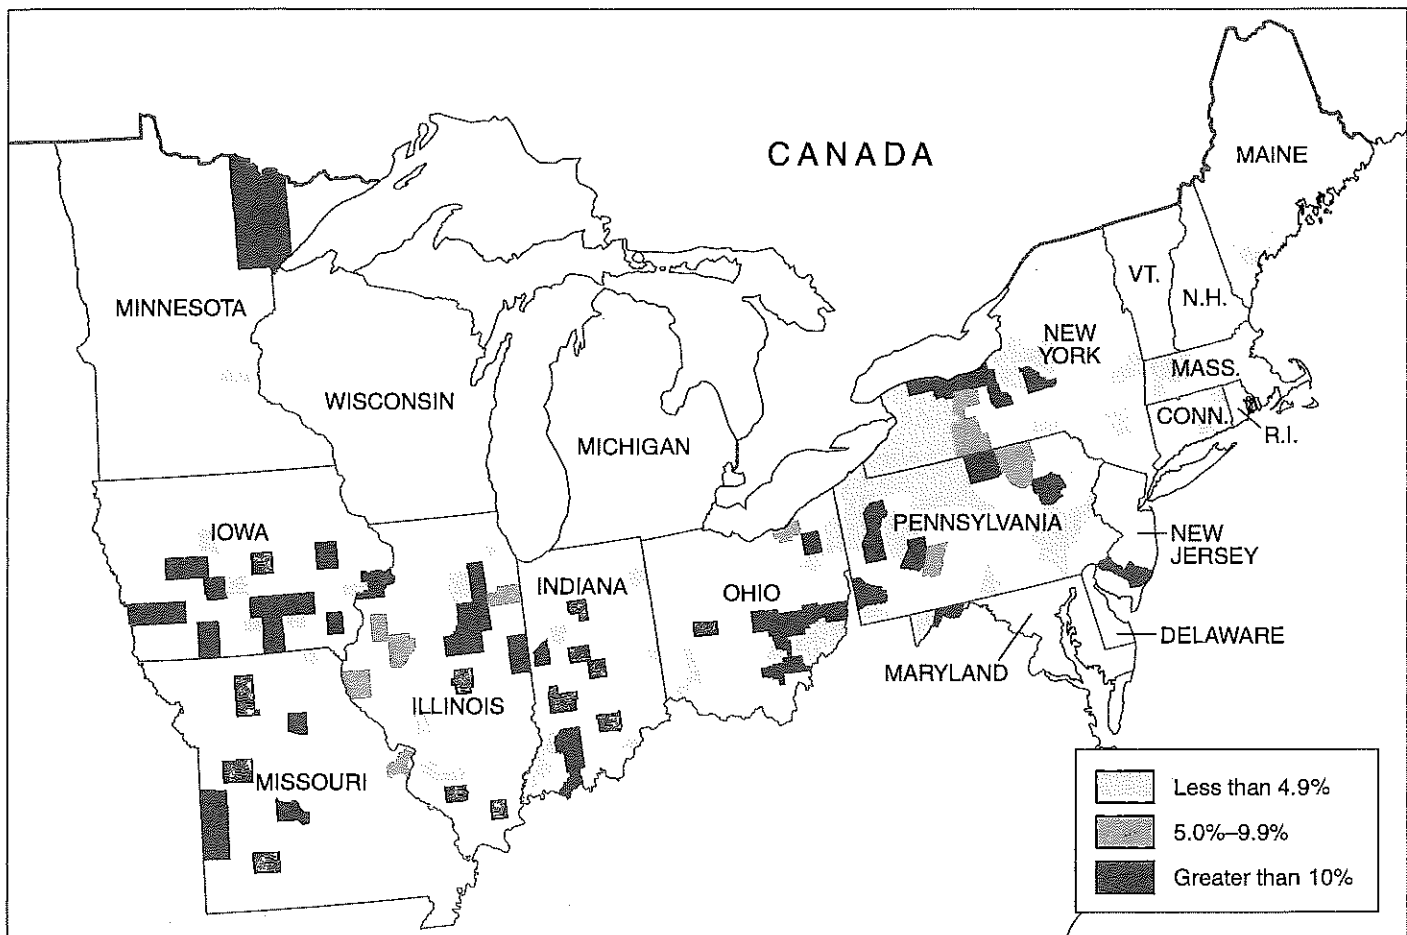 CANADA
MAINE
VT.
N.H.
MINNESOTA
NEW
YORK
MASS.
WISCONSIN
CONN.
R.I.
MICHIGAN
IOWA
PENNSYLVANIA
NEW
JERSEY
INDIANA
OHIO
DELAWARE
MARYLAND
ILLINOIS
MISSOURI
Less than 4.9%
5.0%–9.9%
Greater than 10%